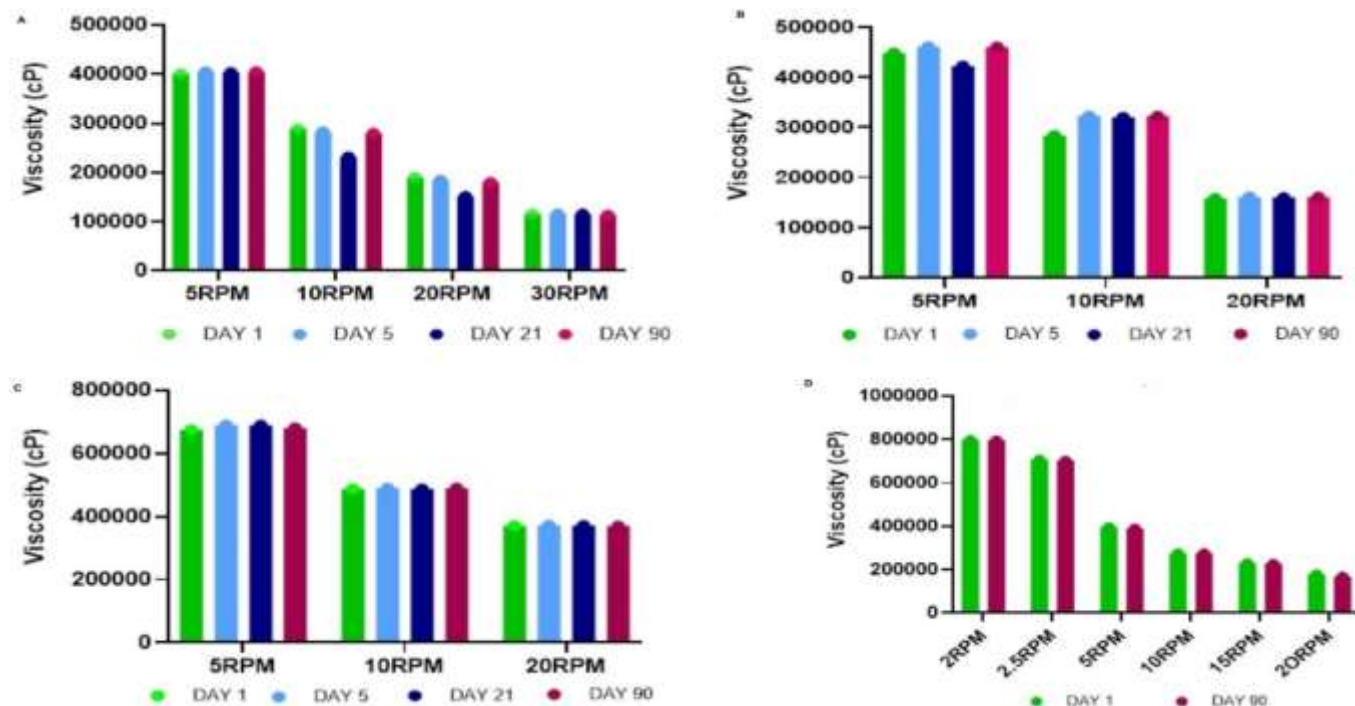 A
500000
400000
300000
200000
100000
0
Viscosity (cP)
5RPM 10RPM 20RPM 30RPM
DAY 1 DAY 5 DAY 21 DAY 90
B
500000
400000
300000
200000
100000
0
Viscosity (cP)
5RPM 10RPM 20RPM
DAY 1 DAY 5 DAY 21 DAY 90
C
800000
600000
400000
200000
0
Viscosity (cP)
5RPM 10RPM 20RPM
DAY 1 DAY 5 DAY 21 DAY 90
D
1000000
800000
600000
400000
200000
0
Viscosity (cP)
2RPM 2.5RPM 5RPM 10RPM 15RPM 2ORPM
DAY 1 DAY 90